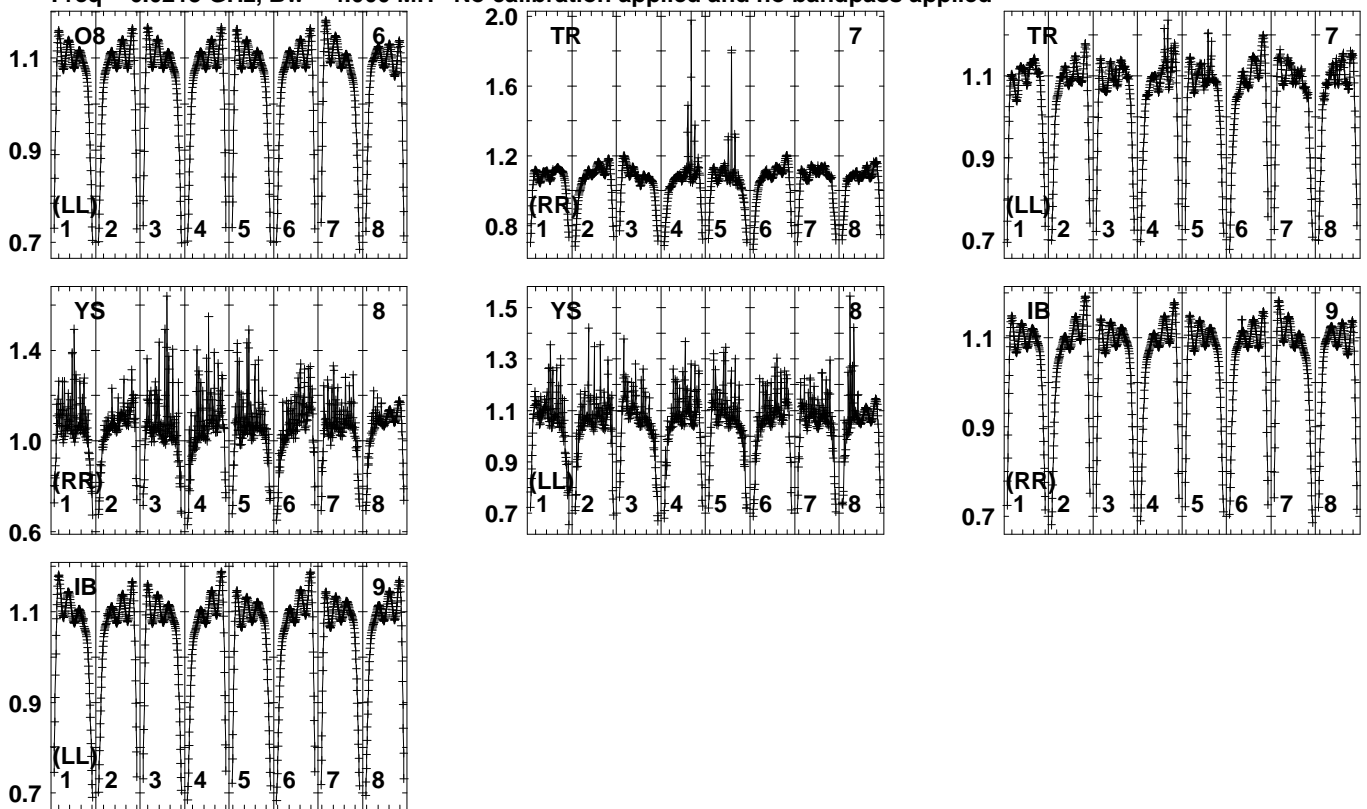 No calibration applied and no bandpass applied
O8 6
1.1
0.9
0.7
(LL)
1 2 3 4 5 6 7 8
TR 7
2.0
1.6
1.2
0.8
(RR)
1 2 3 4 5 6 7 8
TR 7
1.1
0.9
0.7
(LL)
1 2 3 4 5 6 7 8
YS 8
1.4
1.0
0.6
(RR)
1 2 3 4 5 6 7 8
YS 8
1.5
1.3
1.1
0.9
0.7
(LL)
1 2 3 4 5 6 7 8
IB 9
1.1
0.9
0.7
(RR)
1 2 3 4 5 6 7 8
IB 9
1.1
0.9
0.7
(LL)
1 2 3 4 5 6 7 8